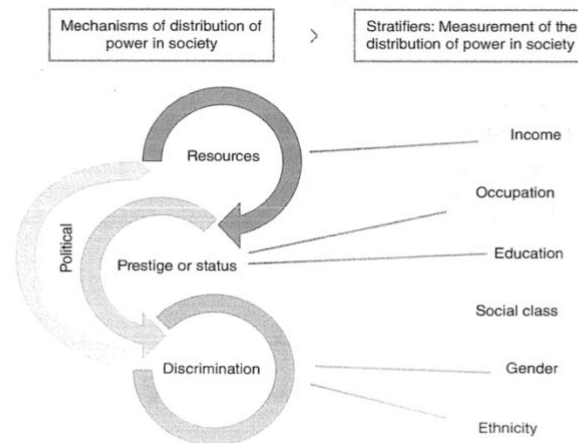 Mechanisms of distribution of
power in society
>
Stratifiers: Measurement of the
distribution of power in society
Resources
Income
Occupation
Political
Prestige or status
Education
Social class
Discrimination
Gender
Ethnicity